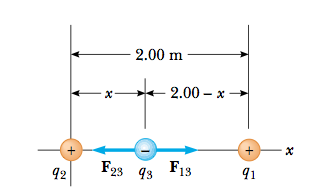 2.00 m
x 2.00 – x
+ – + x
q₂ F₂₃ q₃ F₁₃ q₁